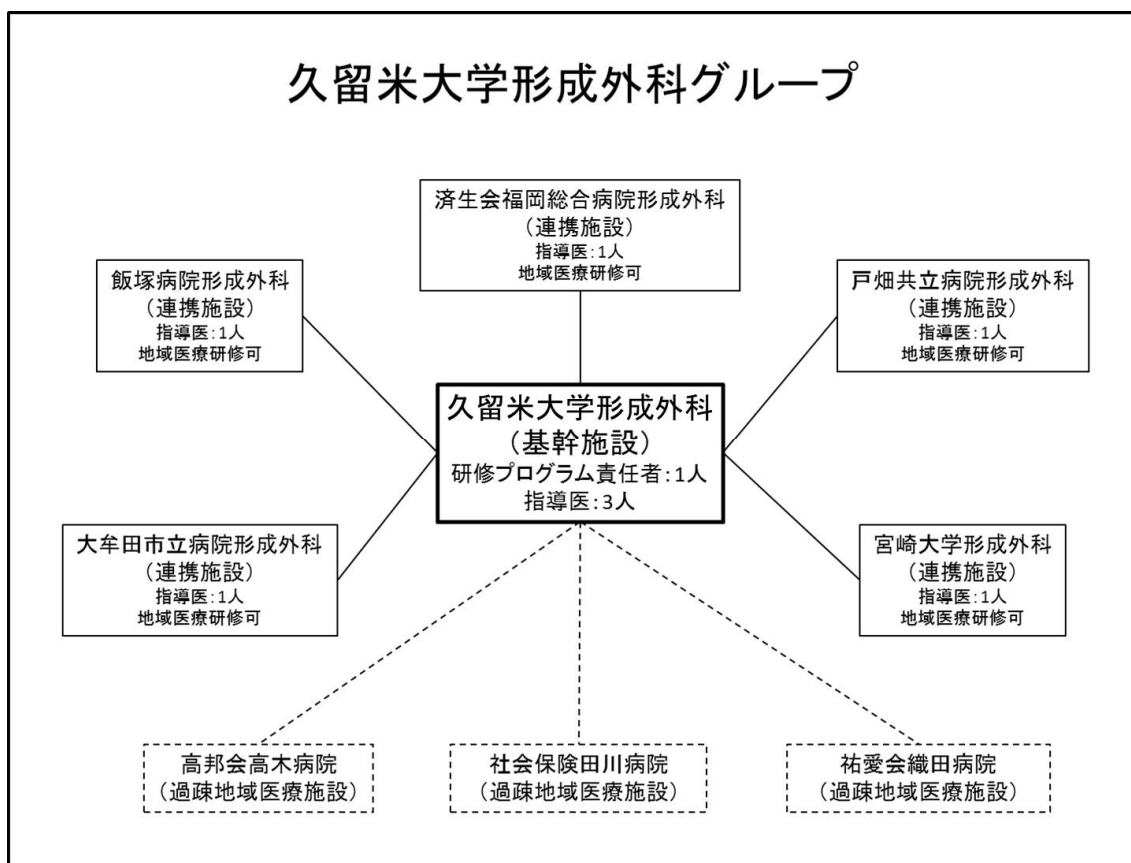 久留米大学形成外科グループ
済生会福岡総合病院形成外科
（連携施設）
指導医：1人
地域医療研修可
飯塚病院形成外科
（連携施設）
指導医：1人
地域医療研修可
戸畑共立病院形成外科
（連携施設）
指導医：1人
地域医療研修可
久留米大学形成外科
（基幹施設）
研修プログラム責任者：1人
指導医：3人
大牟田市立病院形成外科
（連携施設）
指導医：1人
地域医療研修可
宮崎大学形成外科
（連携施設）
指導医：1人
地域医療研修可
高邦会高木病院
（過疎地域医療施設）
社会保険田川病院
（過疎地域医療施設）
祐愛会織田病院
（過疎地域医療施設）